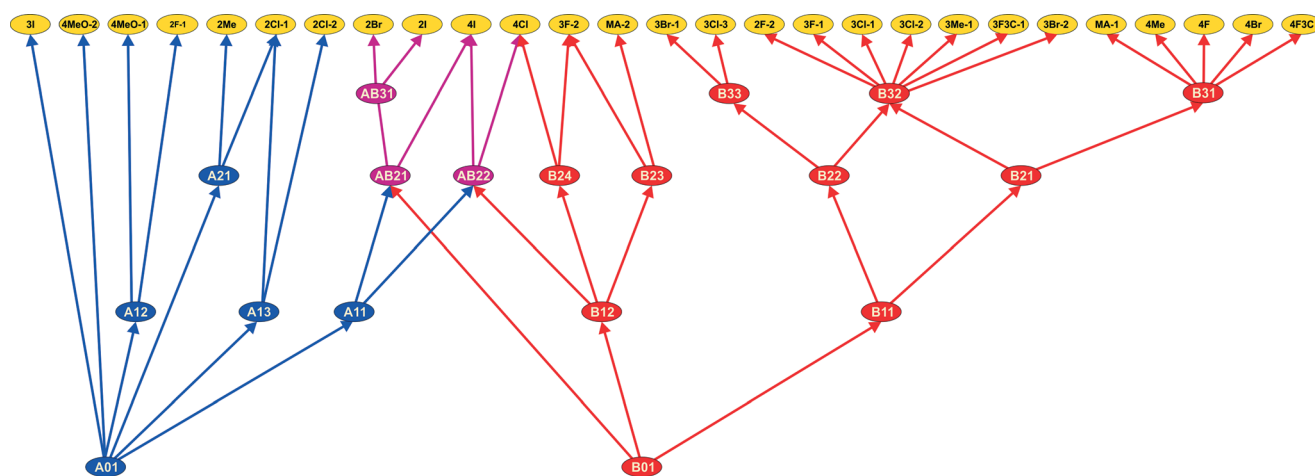 3I 4MeO-2 4MeO-1 2F-1 2Me 2Cl-1 2Cl-2 2Br 2I 4I 4Cl 3F-2 MA-2 3Br-1 3Cl-3 2F-2 3F-1 3Cl-1 3Cl-2 3Me-1 3F3C-1 3Br-2 MA-1 4Me 4F 4Br 4F3C
AB31 B33 B32 B31
A21 AB21 AB22 B24 B23 B22 B21
A12 A13 A11 B12 B11
A01 B01